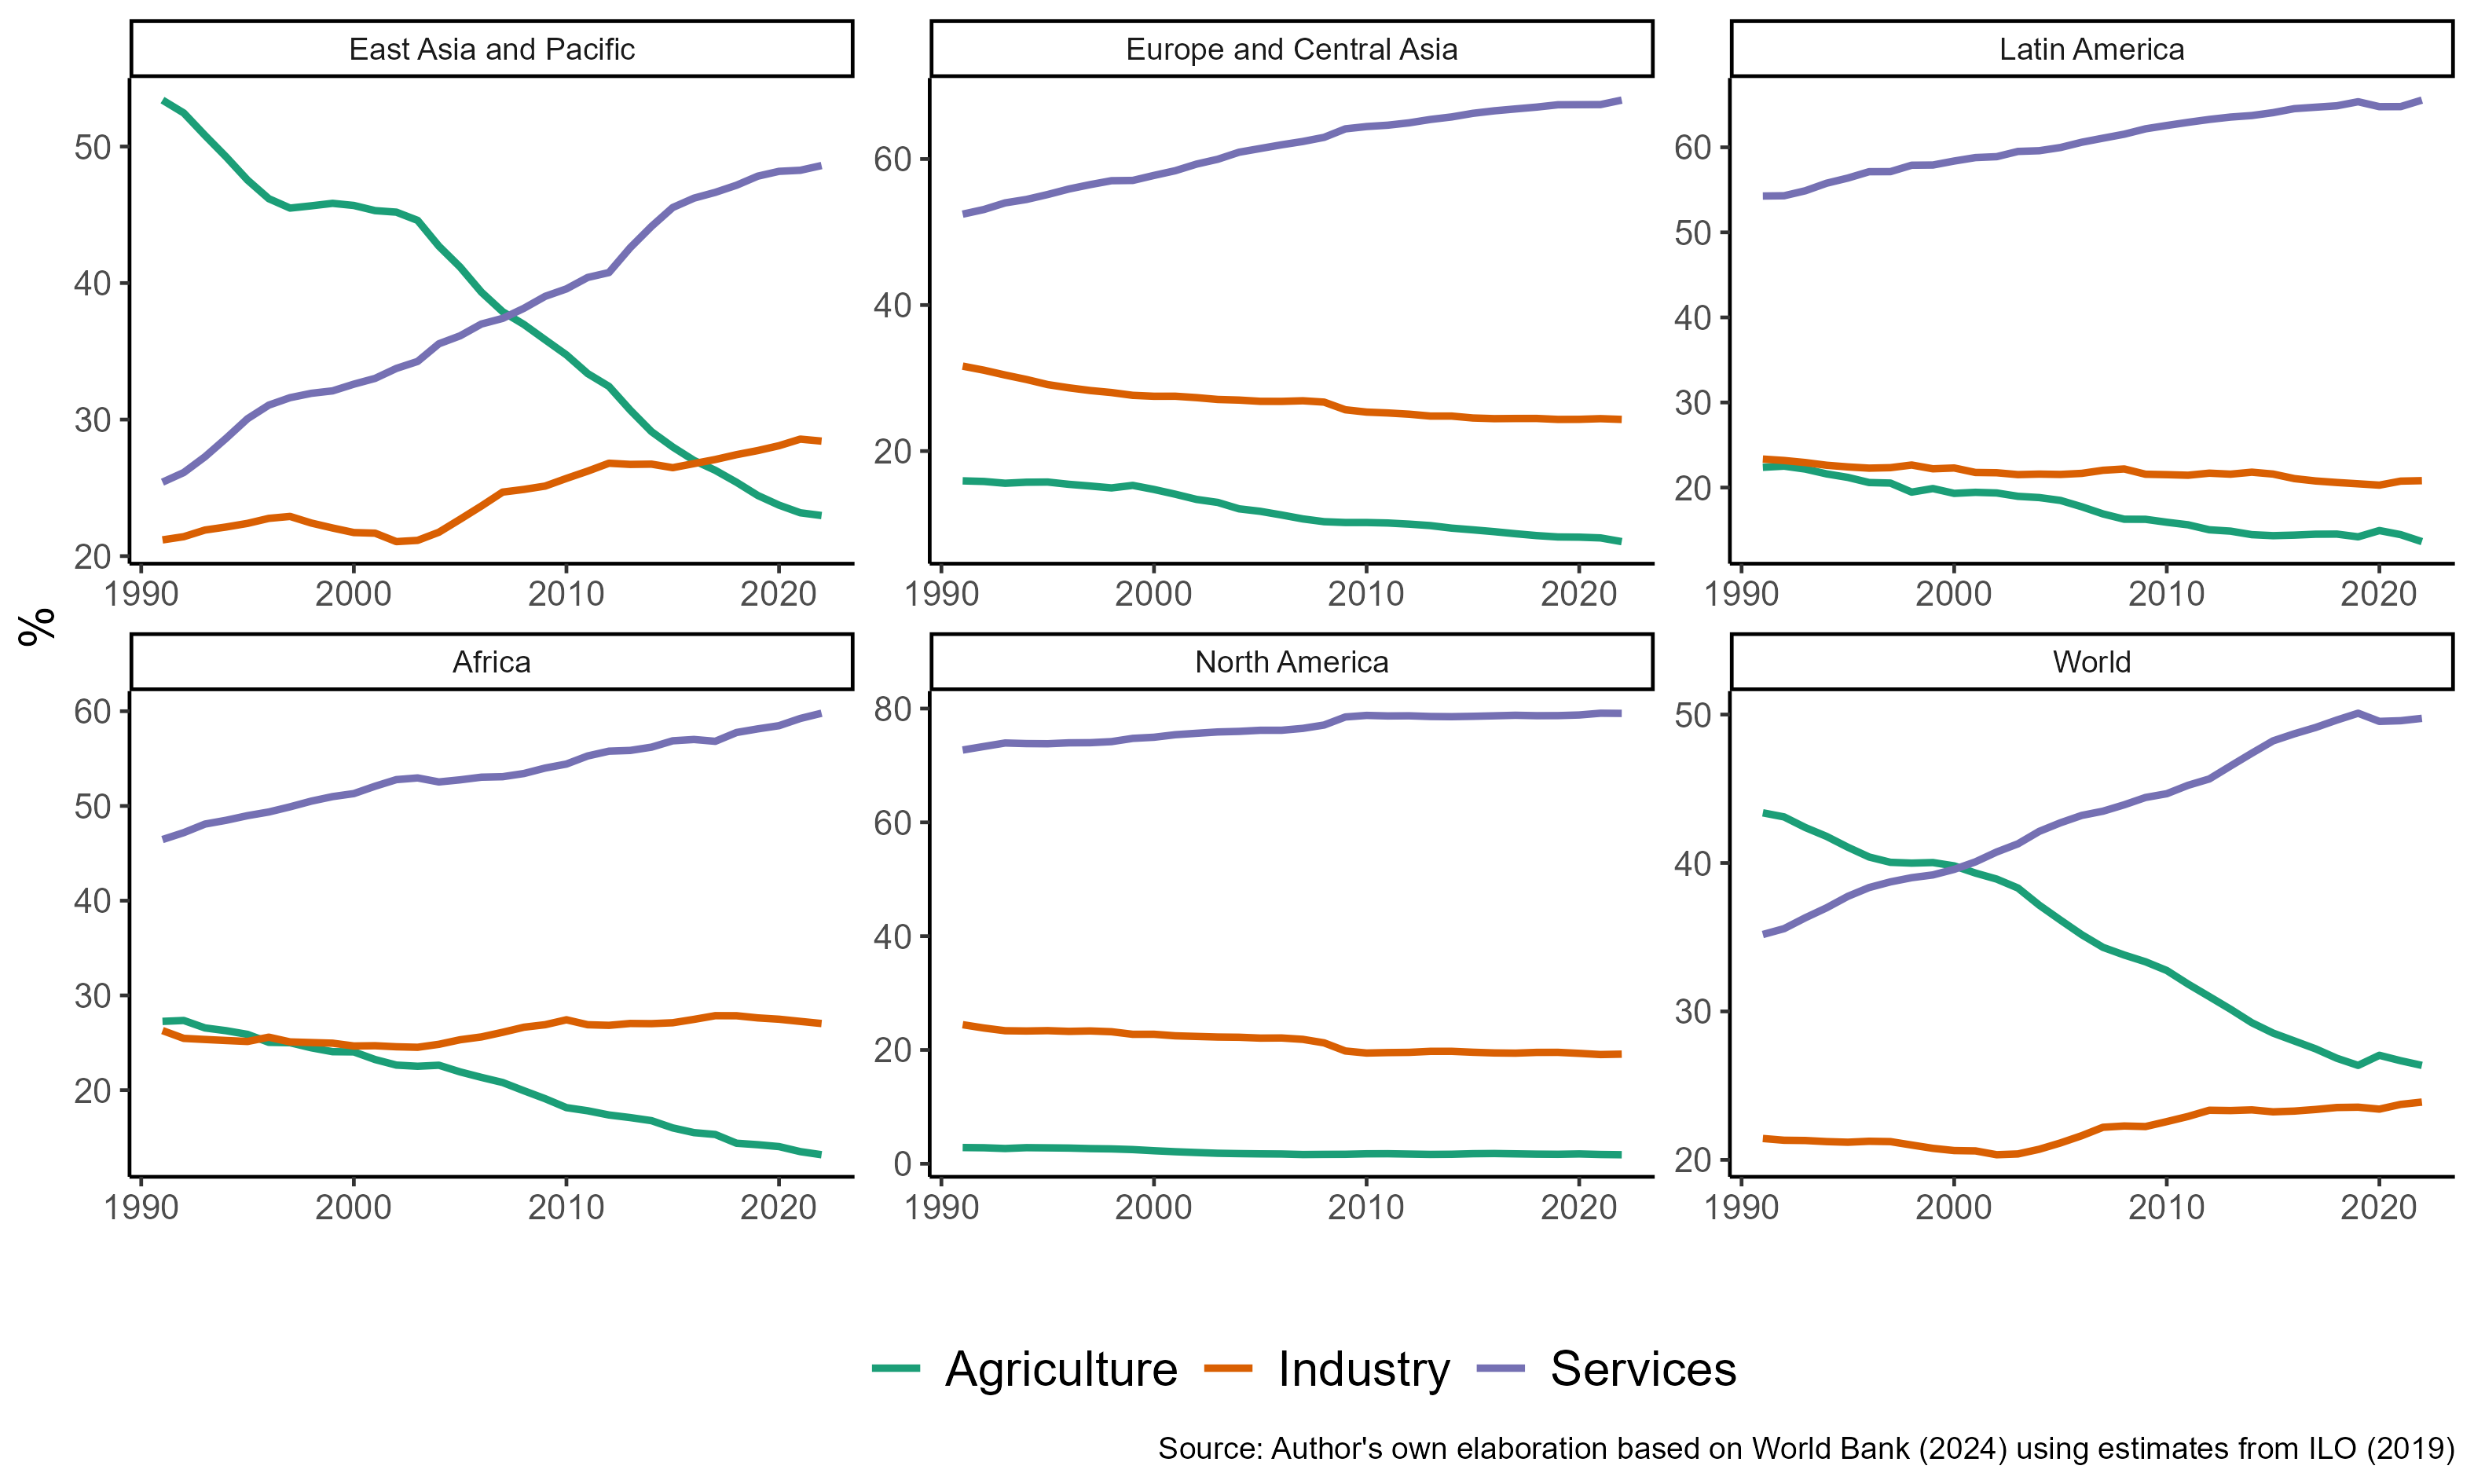 East Asia and Pacific
Europe and Central Asia
Latin America
50
40
30
20
60
40
20
60
50
40
30
20
1990 2000 2010 2020
1990 2000 2010 2020
1990 2000 2010 2020
%
Africa
North America
World
60
50
40
30
20
80
60
40
20
0
50
40
30
20
1990 2000 2010 2020
1990 2000 2010 2020
1990 2000 2010 2020
Agriculture Industry Services
Source: Author's own elaboration based on World Bank (2024) using estimates from ILO (2019)